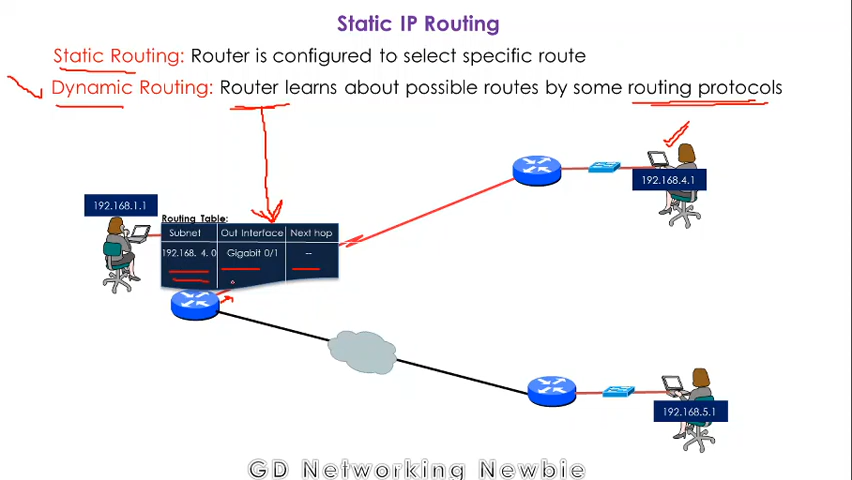 Static IP Routing
Static Routing: Router is configured to select specific route
Dynamic Routing: Router learns about possible routes by some routing protocols
192.168.4.1
192.168.1.1
Routing Table:
Subnet Out Interface Next hop
192.168. 4. 0 Gigabit 0/1 --
192.168.5.1
GD Networking Newbie